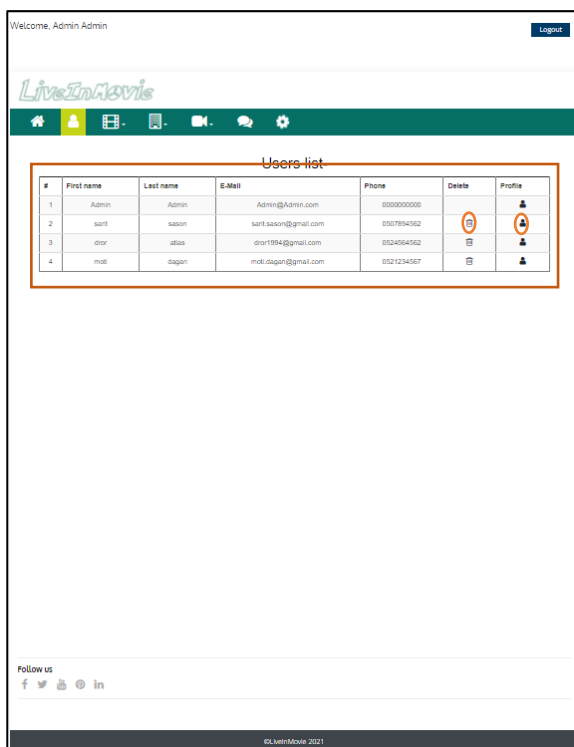 Welcome, Admin Admin
Logout
LiveInMovie
Users list
# First name Last name E-Mail Phone Delete Profile
1 Admin Admin Admin@Admin.com 0000000000
2 sarit sason sarit.sason@gmail.com 0507894562
3 dror atias dror1994@gmail.com 0524564562
4 moti dagan moti.dagan@gmail.com 0521234567
Follow us
©LiveInMovie 2021